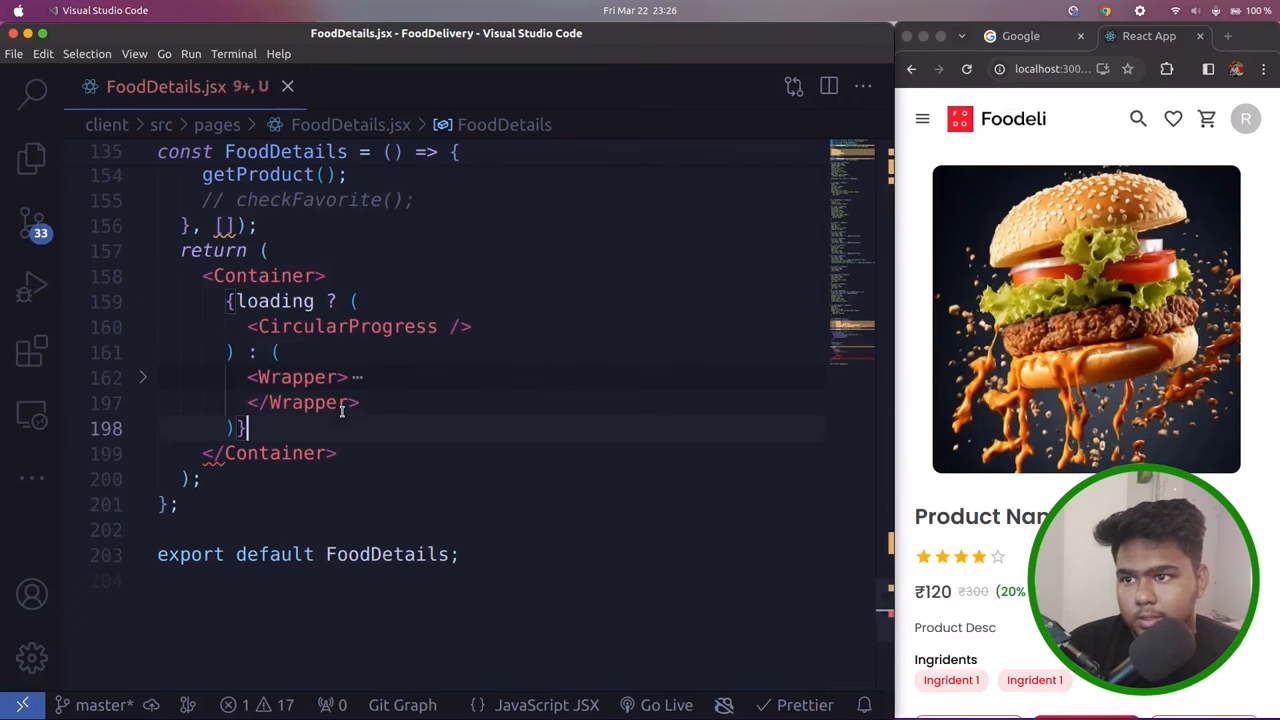 Visual Studio Code
Fri Mar 22 23:26
100 %
FoodDetails.jsx - FoodDelivery - Visual Studio Code
File Edit Selection View Go Run Terminal Help
FoodDetails.jsx 9+, U
client > src > pages > FoodDetails.jsx > FoodDetails
135 const FoodDetails = () => {
154 getProduct();
155 // checkFavorite();
156 }, []);
157 return (
158 <Container>
159 {loading ? (
160 <CircularProgress />
161 ) : (
162 <Wrapper>
197 </Wrapper>
198 )}
199 </Container>
200 );
201 };
202
203 export default FoodDetails;
204
33
master* 1 17 0 Git Graph {} JavaScript JSX Go Live Prettier
Google
React App
localhost:300...
FODO
Foodeli
R
Product Nan
₹120 ₹300 (20%
Product Desc
Ingridents
Ingrident 1 Ingrident 1